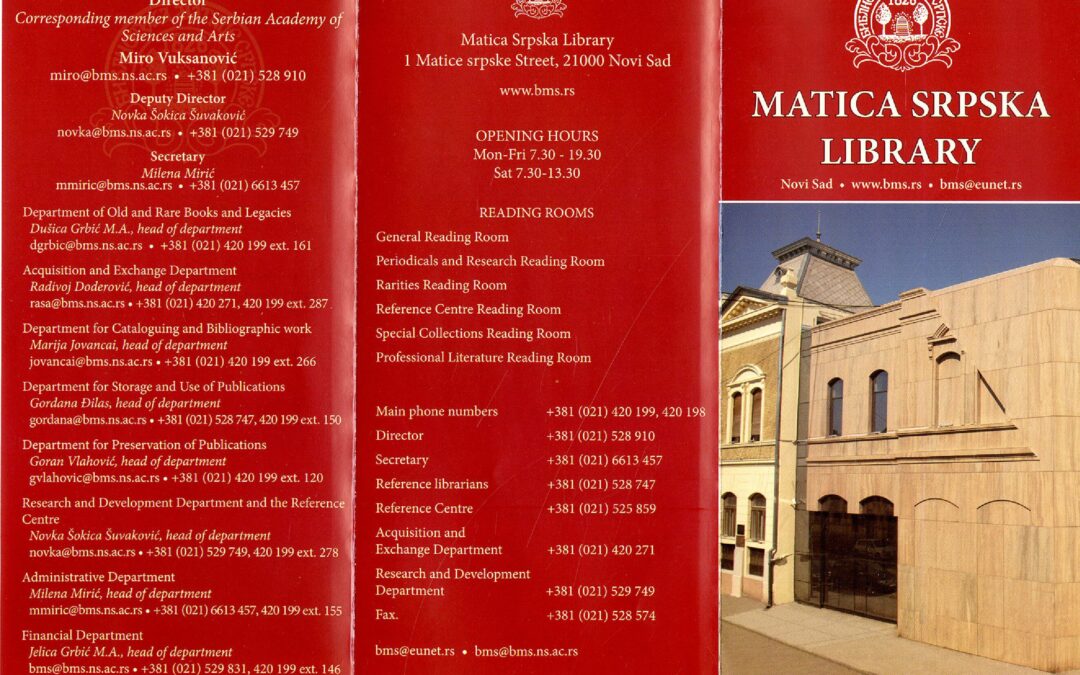 Director
Corresponding member of the Serbian Academy of
Sciences and Arts
Miro Vuksanović
miro@bms.ns.ac.rs • +381 (021) 528 910
Deputy Director
Novka Šokica Šuvaković
novka@bms.ns.ac.rs • +381 (021) 529 749
Secretary
Milena Mirić
mmiric@bms.ns.ac.rs • +381 (021) 6613 457
Department of Old and Rare Books and Legacies
Dušica Grbić M.A., head of department
dgrbic@bms.ns.ac.rs • +381 (021) 420 199 ext. 161
Acquisition and Exchange Department
Radivoj Doderović, head of department
rasa@bms.ns.ac.rs • +381 (021) 420 271, 420 199 ext. 287
Department for Cataloguing and Bibliographic work
Marija Jovancai, head of department
jovancai@bms.ns.ac.rs • +381 (021) 420 199 ext. 266
Department for Storage and Use of Publications
Gordana Đilas, head of department
gordana@bms.ns.ac.rs • +381 (021) 528 747, 420 199 ext. 150
Department for Preservation of Publications
Goran Vlahović, head of department
gvlahovic@bms.ns.ac.rs • +381 (021) 420 199 ext. 120
Research and Development Department and the Reference
Centre
Novka Šokica Šuvaković, head of department
novka@bms.ns.ac.rs • +381 (021) 529 749, 420 199 ext. 278
Administrative Department
Milena Mirić, head of department
mmiric@bms.ns.ac.rs • +381 (021) 6613 457, 420 199 ext. 155
Financial Department
Jelica Grbić M.A., head of department
bms@bms.ns.ac.rs • +381 (021) 529 831, 420 199 ext. 146
Matica Srpska Library
1 Matice srpske Street, 21000 Novi Sad
www.bms.rs
OPENING HOURS
Mon-Fri 7.30 - 19.30
Sat 7.30-13.30
READING ROOMS
General Reading Room
Periodicals and Research Reading Room
Rarities Reading Room
Reference Centre Reading Room
Special Collections Reading Room
Professional Literature Reading Room
Main phone numbers +381 (021) 420 199, 420 198
Director +381 (021) 528 910
Secretary +381 (021) 6613 457
Reference librarians +381 (021) 528 747
Reference Centre +381 (021) 525 859
Acquisition and
Exchange Department +381 (021) 420 271
Research and Development
Department +381 (021) 529 749
Fax. +381 (021) 528 574
bms@eunet.rs • bms@bms.ns.ac.rs
1826
MATICA SRPSKA
LIBRARY
Novi Sad • www.bms.rs • bms@eunet.rs